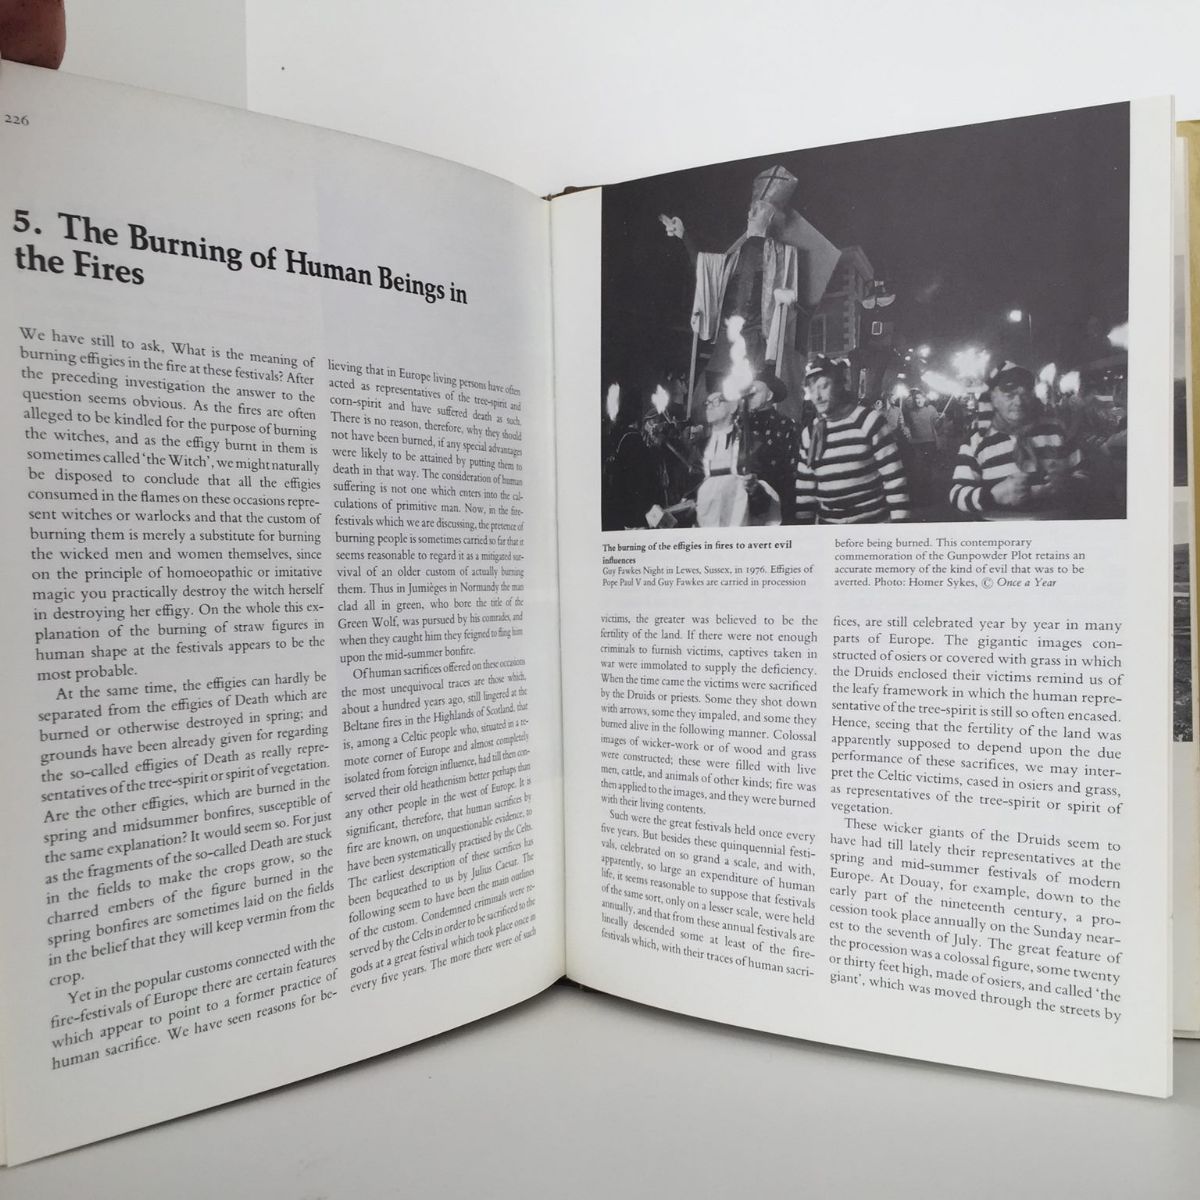 226
5. The Burning of Human Beings in
the Fires
We have still to ask, What is the meaning of
burning effigies in the fire at these festivals? After
the preceding investigation the answer to the
question seems obvious. As the fires are often
alleged to be kindled for the purpose of burning
the witches, and as the effigy burnt in them is
sometimes called 'the Witch', we might naturally
be disposed to conclude that all the effigies
consumed in the flames on these occasions repre-
sent witches or warlocks and that the custom of
burning them is merely a substitute for burning
the wicked men and women themselves, since
on the principle of homoeopathic or imitative
magic you practically destroy the witch herself
in destroying her effigy. On the whole this ex-
planation of the burning of straw figures in
human shape at the festivals appears to be the
most probable.
At the same time, the effigies can hardly be
separated from the effigies of Death which are
burned or otherwise destroyed in spring; and
grounds have been already given for regarding
the so-called effigies of Death as really repre-
sentatives of the tree-spirit or spirit of vegetation.
Are the other effigies, which are burned in the
spring and midsummer bonfires, susceptible of
the same explanation? It would seem so. For just
as the fragments of the so-called Death are stuck
in the fields to make the crops grow, so the
charred embers of the figure burned in the
spring bonfires are sometimes laid on the fields
in the belief that they will keep vermin from the
crop.
Yet in the popular customs connected with the
fire-festivals of Europe there are certain features
which appear to point to a former practice of
human sacrifice. We have seen reasons for be-
lieving that in Europe living persons have often
acted as representatives of the tree-spirit and
corn-spirit and have suffered death as such.
There is no reason, therefore, why they should
not have been burned, if any special advantages
were likely to be attained by putting them to
death in that way. The consideration of human
suffering is not one which enters into the cal-
culations of primitive man. Now, in the fire-
festivals which we are discussing, the presence of
burning people is sometimes carried so far that it
seems reasonable to regard it as a mitigated sur-
vival of an older custom of actually burning
them. Thus in Jumièges in Normandy the man
clad all in green, who bore the title of the
Green Wolf, was pursued by his comrades, and
when they caught him they feigned to fling him
upon the mid-summer bonfire.
Of human sacrifices offered on these occasions
the most unequivocal traces are those which,
about a hundred years ago, still lingered at the
Beltane fires in the Highlands of Scotland, that
is, among a Celtic people who, situated in a re-
mote corner of Europe and almost completely
isolated from foreign influence, had till then con-
served their old heathenism better perhaps than
any other people in the west of Europe. It is
significant, therefore, that human sacrifices by
fire are known, on unquestionable evidence, to
have been systematically practised by the Celts.
The earliest description of these sacrifices has
been bequeathed to us by Julius Caesar. The
following seem to have been the main outlines
of the custom. Condemned criminals were re-
served by the Celts in order to be sacrificed to the
gods at a great festival which took place once in
every five years. The more there were of such
The burning of the effigies in fires to avert evil
influences
Guy Fawkes Night in Lewes, Sussex, in 1976. Effigies of
Pope Paul V and Guy Fawkes are carried in procession
before being burned. This contemporary
commemoration of the Gunpowder Plot retains an
accurate memory of the kind of evil that was to be
averted. Photo: Homer Sykes, © Once a Year
victims, the greater was believed to be the
fertility of the land. If there were not enough
criminals to furnish victims, captives taken in
war were immolated to supply the deficiency.
When the time came the victims were sacrificed
by the Druids or priests. Some they shot down
with arrows, some they impaled, and some they
burned alive in the following manner. Colossal
images of wicker-work or of wood and grass
were constructed; these were filled with live
men, cattle, and animals of other kinds; fire was
then applied to the images, and they were burned
with their living contents.
Such were the great festivals held once every
five years. But besides these quinquennial festi-
vals, celebrated on so grand a scale, and with,
apparently, so large an expenditure of human
life, it seems reasonable to suppose that festivals
of the same sort, only on a lesser scale, were held
annually, and that from these annual festivals are
lineally descended some at least of the fire-
festivals which, with their traces of human sacri-
fices, are still celebrated year by year in many
parts of Europe. The gigantic images con-
structed of osiers or covered with grass in which
the Druids enclosed their victims remind us of
the leafy framework in which the human repre-
sentative of the tree-spirit is still so often encased.
Hence, seeing that the fertility of the land was
apparently supposed to depend upon the due
performance of these sacrifices, we may inter-
pret the Celtic victims, cased in osiers and grass,
as representatives of the tree-spirit or spirit of
vegetation.
These wicker giants of the Druids seem to
have had till lately their representatives at the
spring and mid-summer festivals of modern
Europe. At Douay, for example, down to the
early part of the nineteenth century, a pro-
cession took place annually on the Sunday near-
est to the seventh of July. The great feature of
the procession was a colossal figure, some twenty
or thirty feet high, made of osiers, and called 'the
giant', which was moved through the streets by